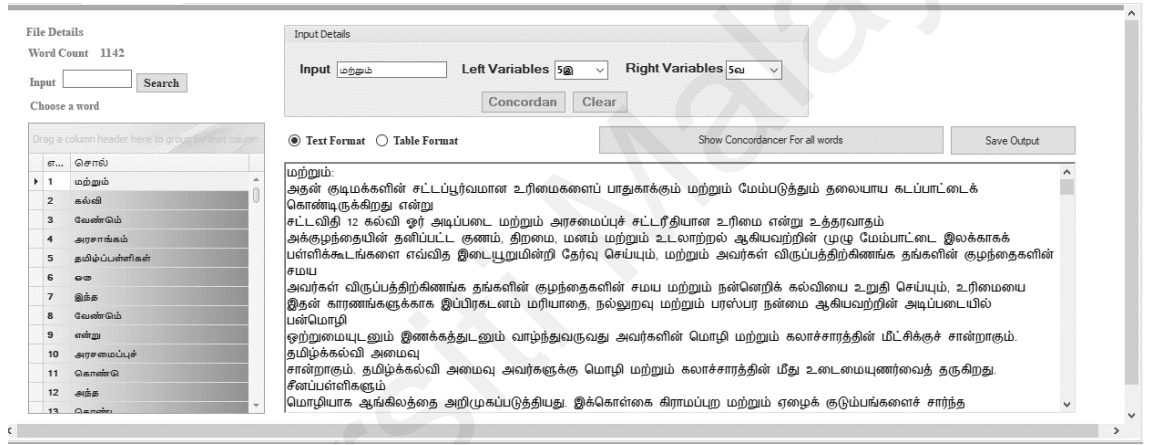 File Details
Word Count 1142
Input Search
Choose a word
Input Details
Input மற்றும் Left Variables 5இ Right Variables 5வ
Concordan Clear
Drag a column header here to group by that column
Text Format Table Format
Show Concordancer For all words Save Output
எ... சொல்
1 மற்றும்
2 கல்வி
3 வேண்டும்
4 அரசாங்கம்
5 தமிழ்ப்பள்ளிகள்
6 ஒரு
7 இந்த
8 வேண்டும்
9 என்று
10 அரசமைப்புச்
11 கொண்டு
12 அந்த
13
மற்றும்:
அதன் குடிமக்களின் சட்டப்பூர்வமான உரிமைகளைப் பாதுகாக்கும் மற்றும் மேம்படுத்தும் தலையாய கடப்பாட்டைக்
கொண்டிருக்கிறது என்று
சட்டவிதி 12 கல்வி ஓர் அடிப்படை மற்றும் அரசமைப்புச் சட்டரீதியான உரிமை என்று உத்தரவாதம்
அக்குழந்தையின் தனிப்பட்ட குணம், திறமை, மனம் மற்றும் உடலாற்றல் ஆகியவற்றின் முழு மேம்பாட்டை இலக்காகக்
பள்ளிக்கூடங்களை எவ்வித இடையூறுமின்றி தேர்வு செய்யும், மற்றும் அவர்கள் விருப்பத்திற்கிணங்க தங்களின் குழந்தைகளின்
சமய
அவர்கள் விருப்பத்திற்கிணங்க தங்களின் குழந்தைகளின் சமய மற்றும் நன்னெறிக் கல்வியை உறுதி செய்யும், உரிமையை
இதன் காரணங்களுக்காக இப்பிரகடனம் மரியாதை, நல்லுறவு மற்றும் பரஸ்பர நன்மை ஆகியவற்றின் அடிப்படையில்
பன்மொழி
ஒற்றுமையுடனும் இணக்கத்துடனும் வாழ்ந்துவருவது அவர்களின் மொழி மற்றும் கலாச்சாரத்தின் மீட்சிக்குச் சான்றாகும்.
தமிழ்க்கல்வி அமைவு
சான்றாகும். தமிழ்க்கல்வி அமைவு அவர்களுக்கு மொழி மற்றும் கலாச்சாரத்தின் மீது உடைமையுணர்வைத் தருகிறது.
சீனப்பள்ளிகளும்
மொழியாக ஆங்கிலத்தை அறி(முகப்படுத்தியது. இக்கொள்கை கிராமப்புற மற்றும் ஏழைக் குடும்பங்களைச் சார்ந்த